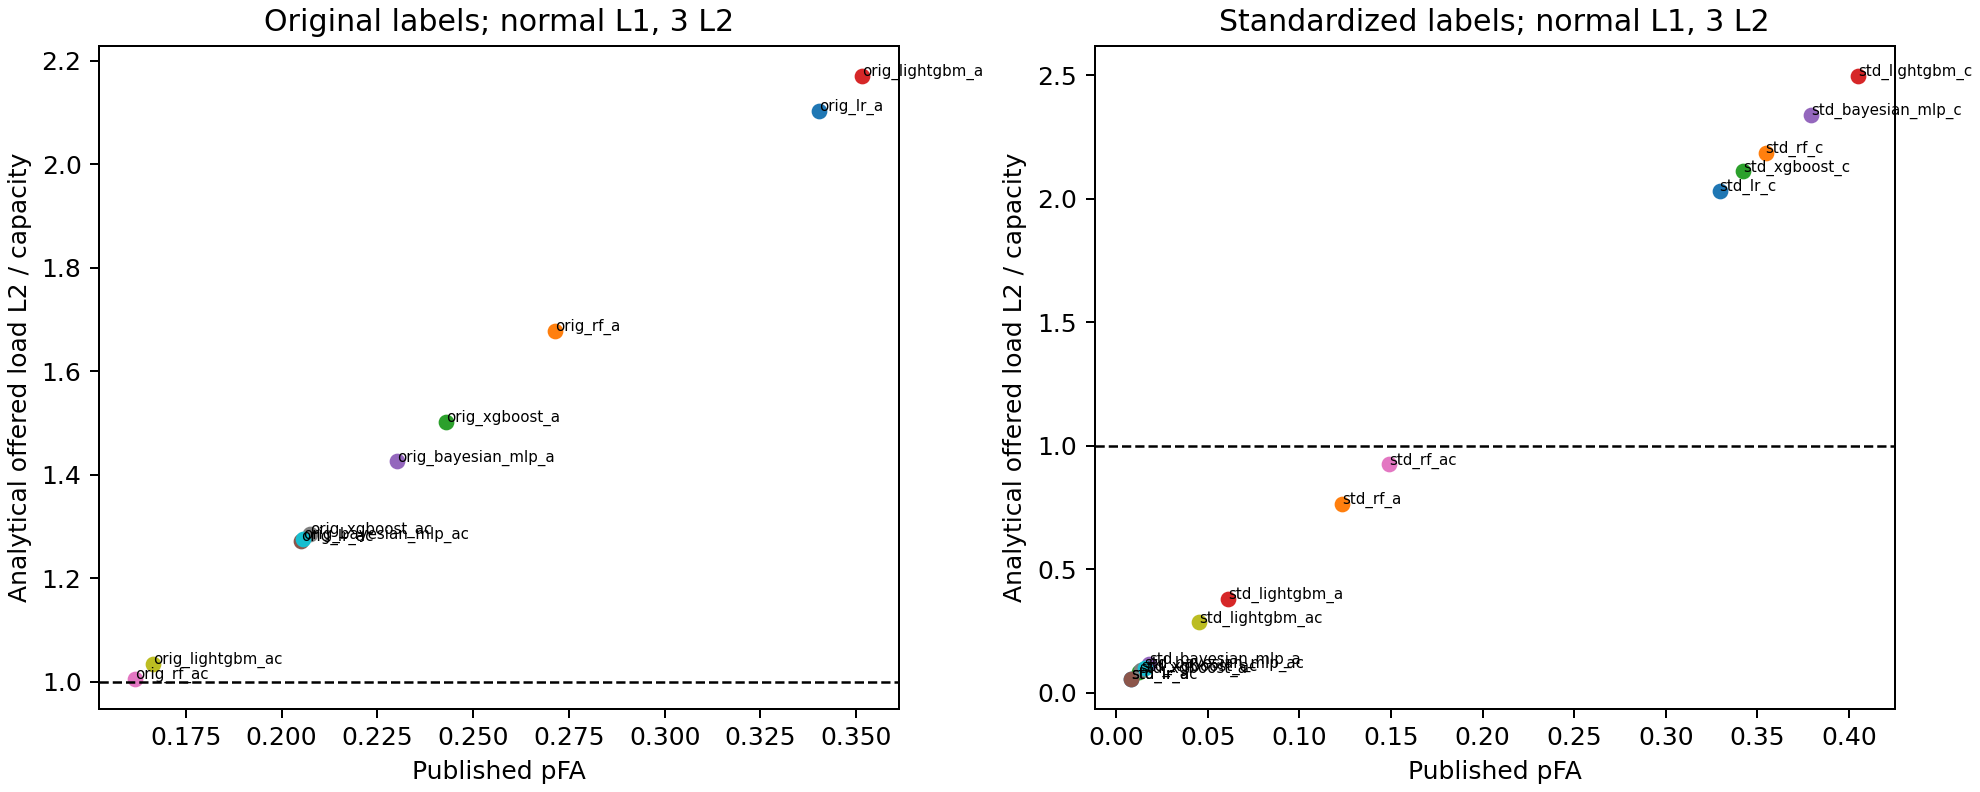 Original labels; normal L1, 3 L2
Analytical offered load L2 / capacity
2.2
2.0
1.8
1.6
1.4
1.2
1.0
orig_lightgbm_a
orig_lr_a
orig_rf_a
orig_xgboost_a
orig_bayesian_mlp_a
orig_xgboost_ac
orig_bayesian_mlp_ac
orig_lr_ac
orig_lightgbm_ac
orig_rf_ac
0.175 0.200 0.225 0.250 0.275 0.300 0.325 0.350
Published pFA
Standardized labels; normal L1, 3 L2
Analytical offered load L2 / capacity
2.5
2.0
1.5
1.0
0.5
0.0
std_lightgbm_c
std_bayesian_mlp_c
std_rf_c
std_xgboost_c
std_lr_c
std_rf_ac
std_rf_a
std_lightgbm_a
std_lightgbm_ac
std_bayesian_mlp_a
std_bayesian_mlp_ac
std_xgboost_ac
std_lr_ac
0.00 0.05 0.10 0.15 0.20 0.25 0.30 0.35 0.40
Published pFA